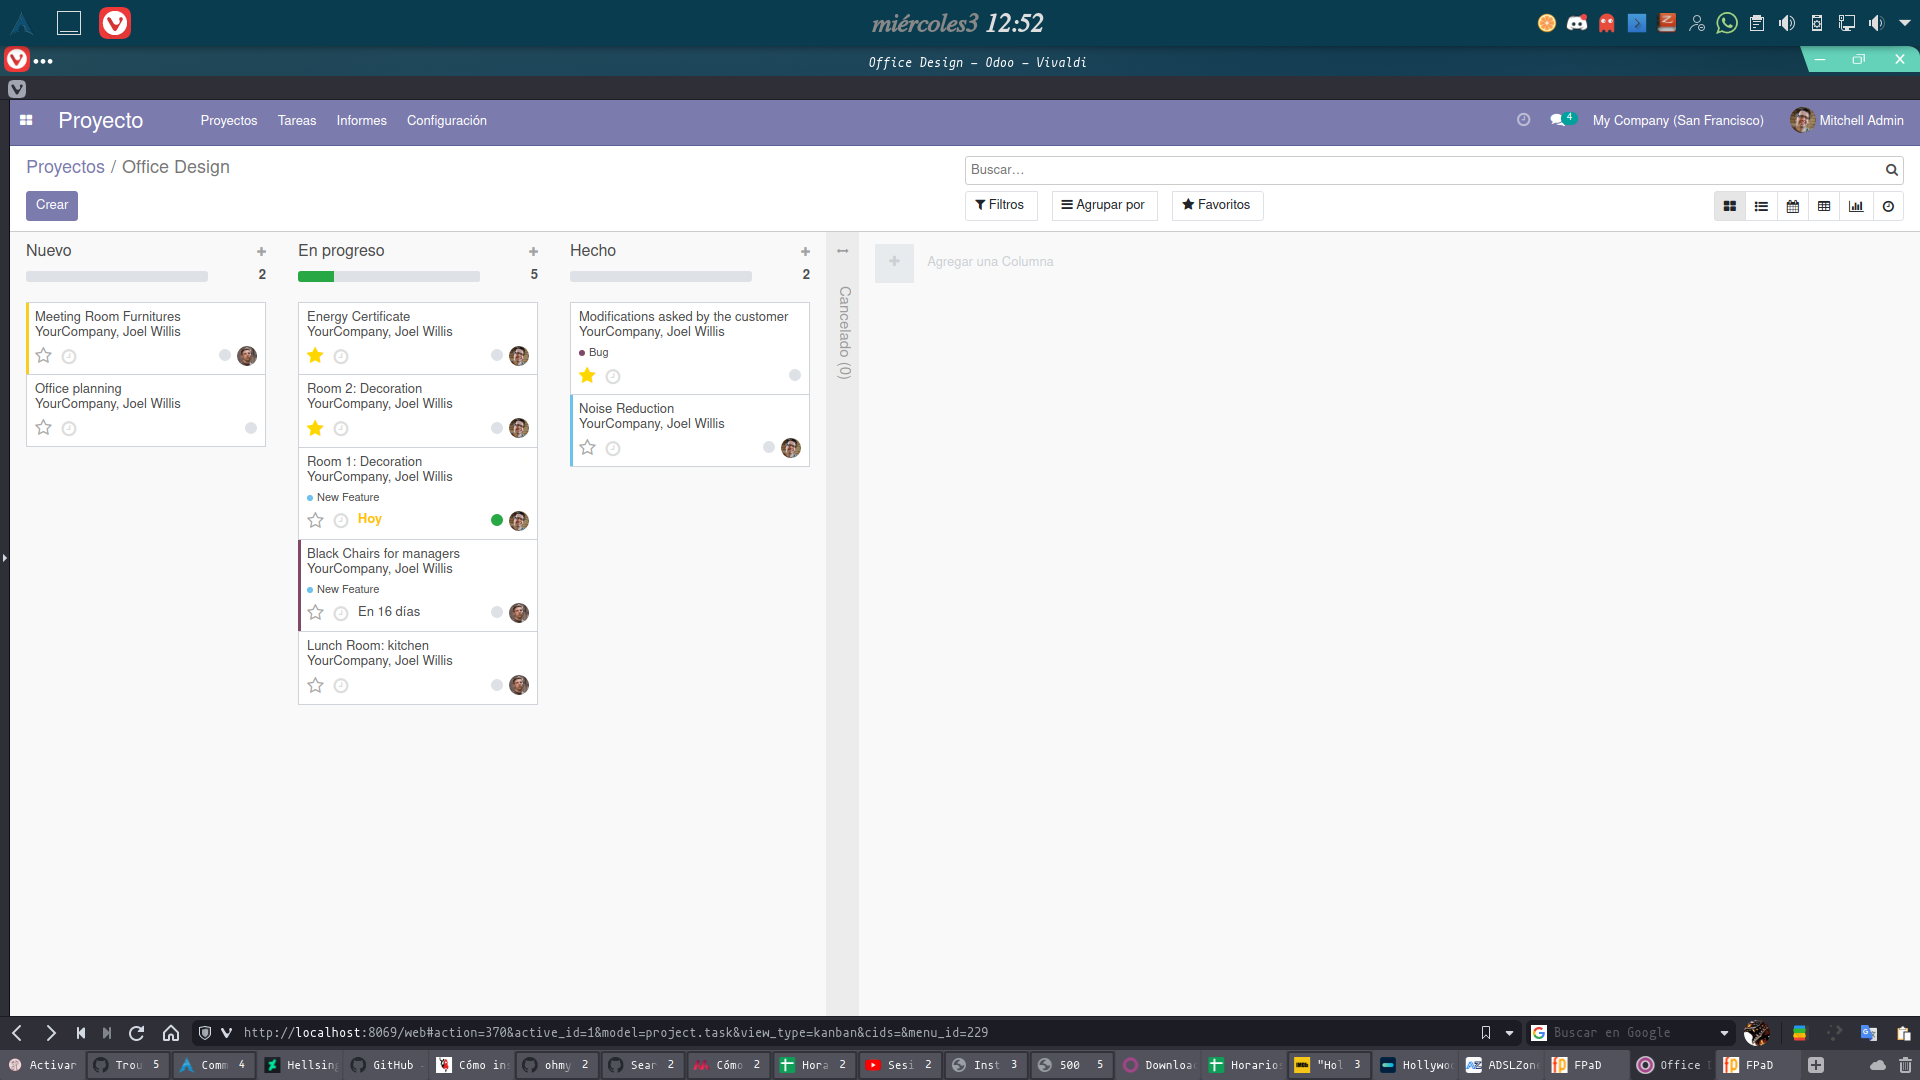 miércoles3 12:52
Office Design – Odoo – Vivaldi
Proyecto
Proyectos
Tareas
Informes
Configuración
4
My Company (San Francisco)
Mitchell Admin
Proyectos / Office Design
Buscar...
Crear
Filtros
Agrupar por
Favoritos
Nuevo
2
Meeting Room Furnitures
YourCompany, Joel Willis
Office planning
YourCompany, Joel Willis
En progreso
5
Energy Certificate
YourCompany, Joel Willis
Room 2: Decoration
YourCompany, Joel Willis
Room 1: Decoration
YourCompany, Joel Willis
New Feature
Hoy
Black Chairs for managers
YourCompany, Joel Willis
New Feature
En 16 días
Lunch Room: kitchen
YourCompany, Joel Willis
Hecho
2
Modifications asked by the customer
YourCompany, Joel Willis
Bug
Noise Reduction
YourCompany, Joel Willis
Cancelado (0)
Agregar una Columna
http://localhost:8069/web#action=370&active_id=1&model=project.task&view_type=kanban&cids=&menu_id=229
Buscar en Google
Activar
Trou 5
Comm 4
Hellsing
GitHub
Cómo in
ohmy 2
Sear 2
Cómo 2
Hora 2
Sesi 2
Inst 3
500 5
Downloa
Horario
"Hol 3
Hollywo
ADSLZon
FPaD
Office
FPaD